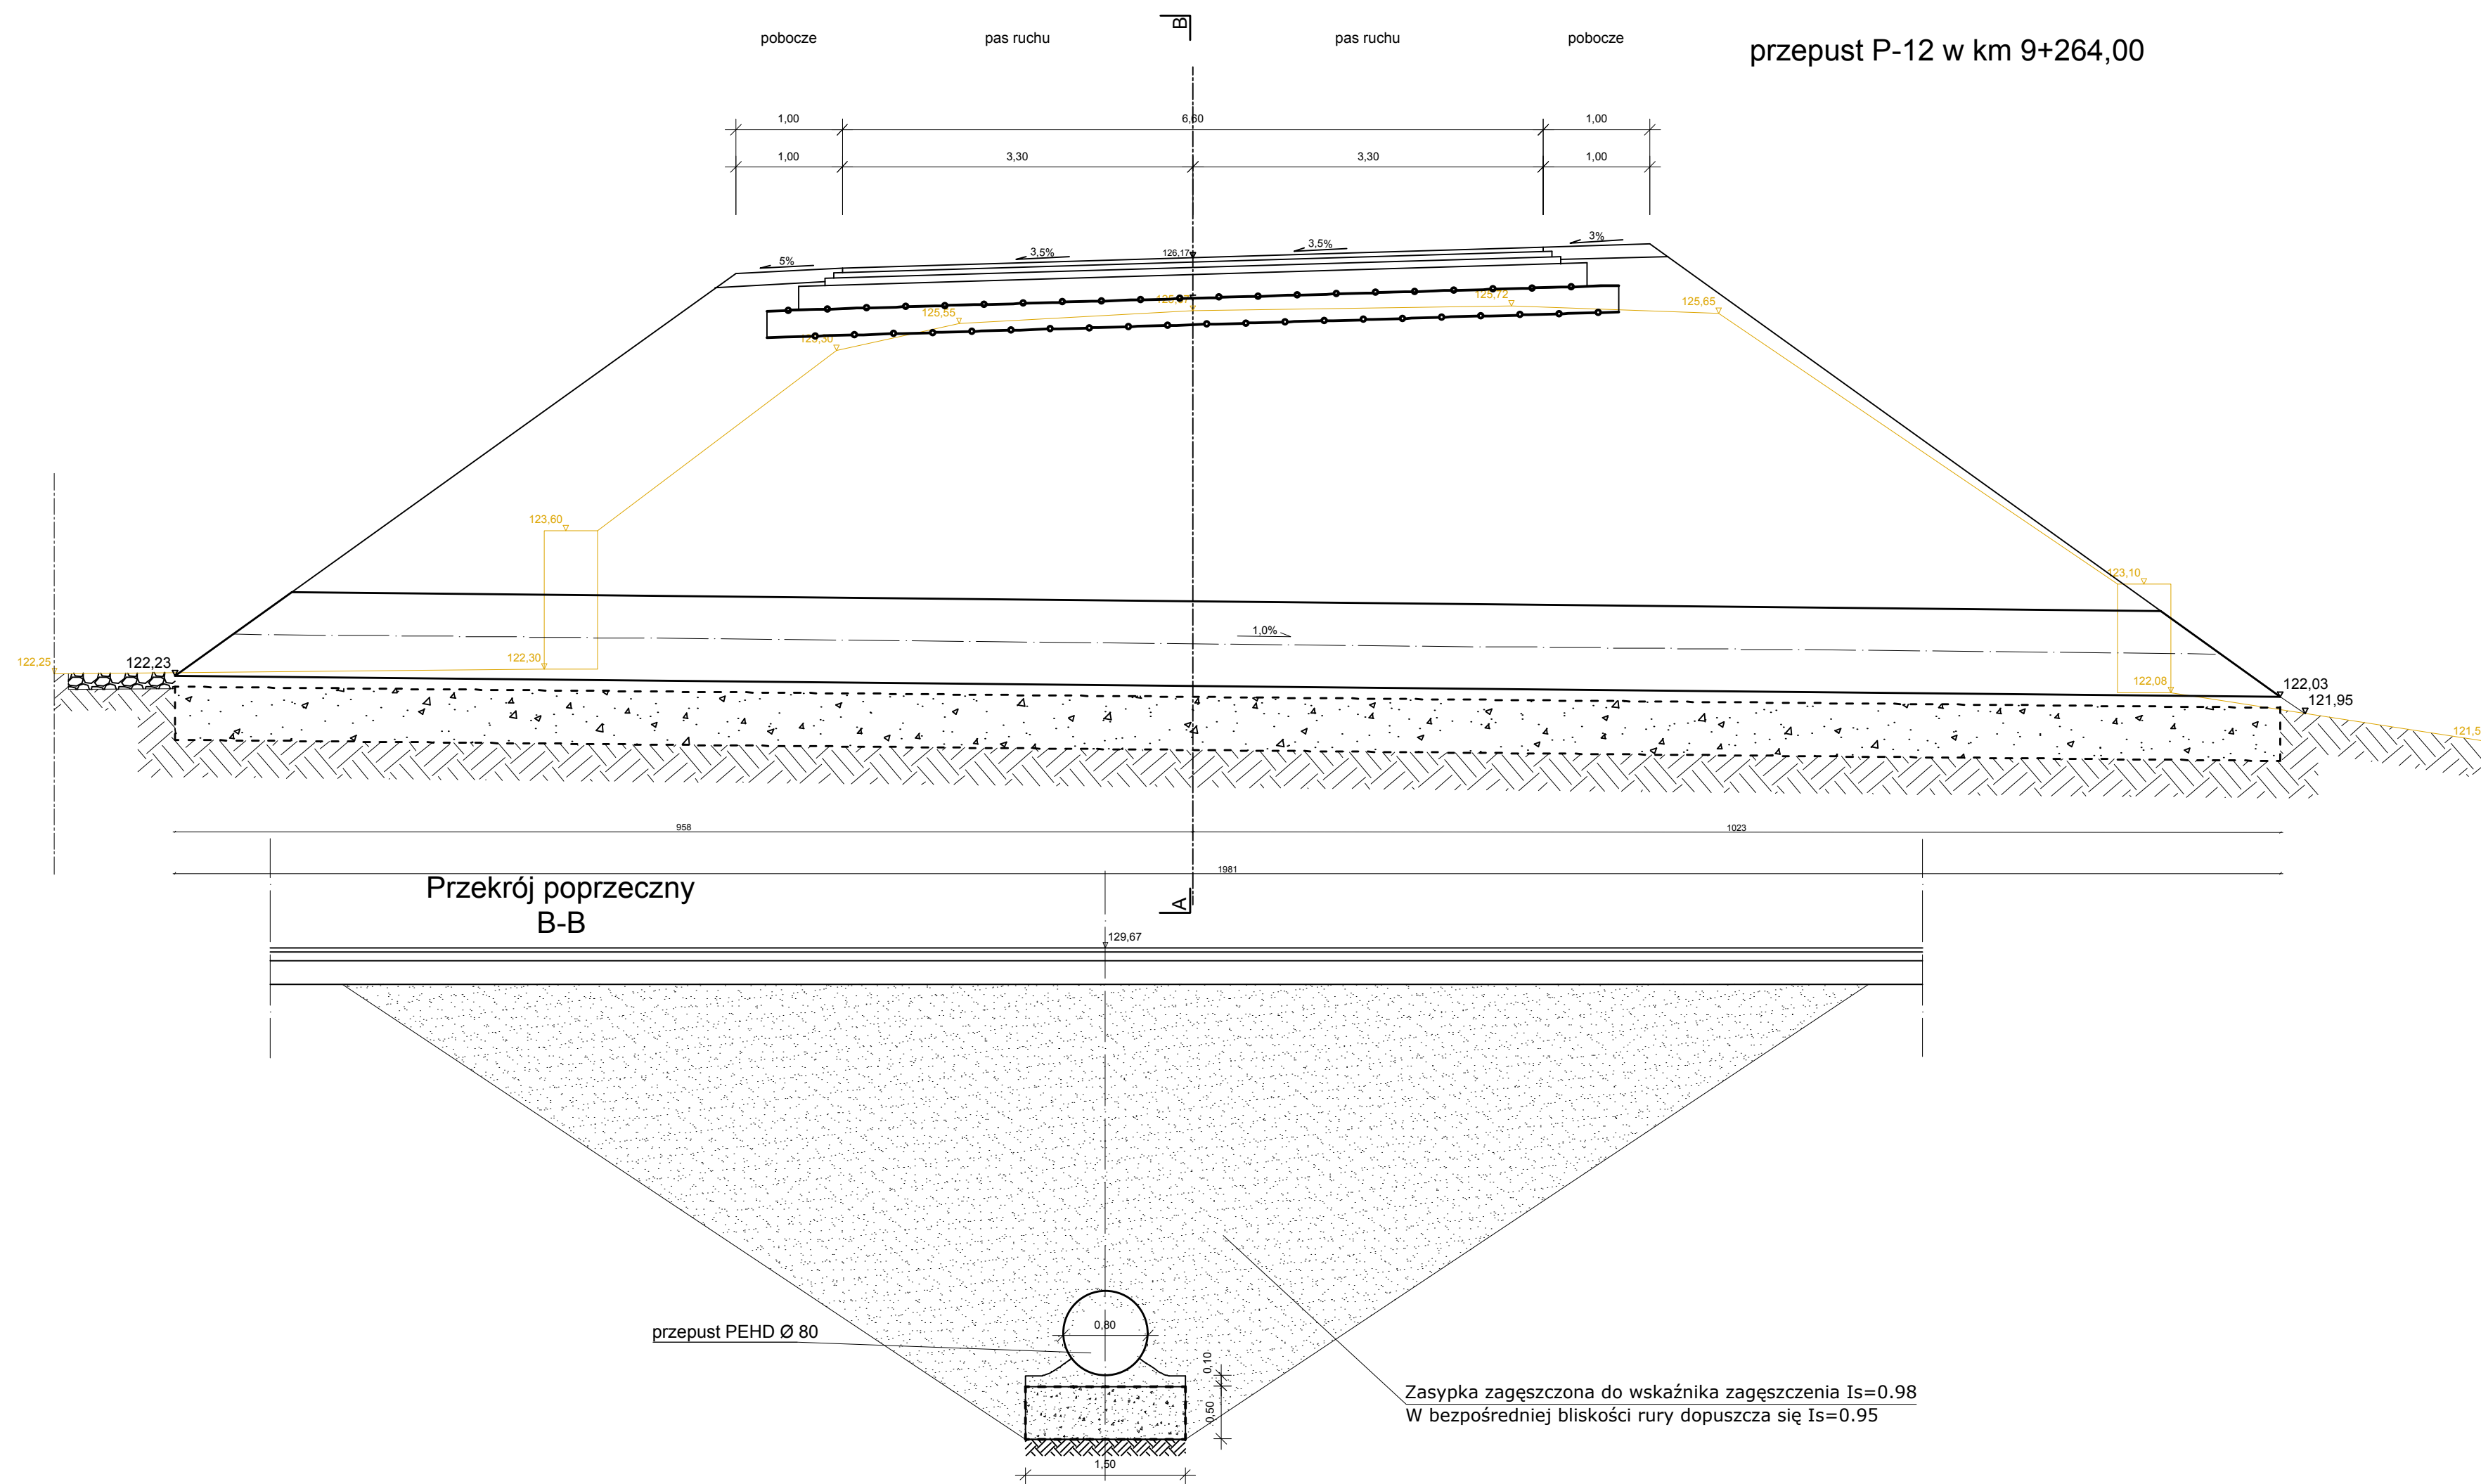 B
pobocze
pas ruchu
pas ruchu
pobocze
przepust P-12 w km 9+264,00
1,00
6,60
1,00
1,00
3,30
3,30
1,00
5%
3,5%
126,17
3,5%
3%
125,55
125,72
125,65
123,60
123,10
1,0%
122,25
122,23
122,30
122,08
122,03
121,95
121,5
958
1023
1981
Przekrój poprzeczny
B-B
A
129,67
przepust PEHD Ø 80
0,80
0,10
0,50
1,50
Zasypka zagęszczona do wskaźnika zagęszczenia Is=0.98
W bezpośredniej bliskości rury dopuszcza się Is=0.95